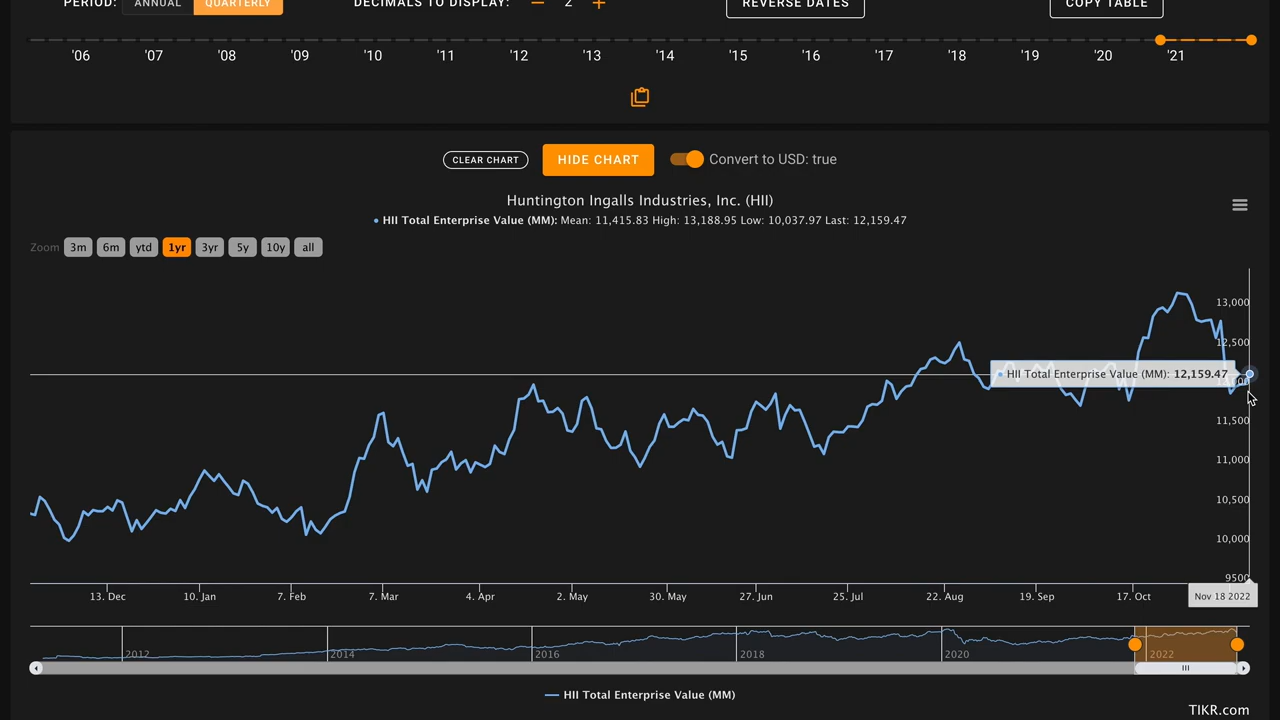 PERIOD: ANNUAL QUARTERLY DECIMALS TO DISPLAY: − 2 + REVERSE DATES COPY TABLE
'06 '07 '08 '09 '10 '11 '12 '13 '14 '15 '16 '17 '18 '19 '20 '21
CLEAR CHART HIDE CHART Convert to USD: true
Huntington Ingalls Industries, Inc. (HII)
HII Total Enterprise Value (MM): Mean: 11,415.83 High: 13,188.95 Low: 10,037.97 Last: 12,159.47
Zoom 3m 6m ytd 1yr 3yr 5y 10y all
13,000
12,500
HII Total Enterprise Value (MM): 12,159.47
11,500
11,000
10,500
10,000
9500
13. Dec 10. Jan 7. Feb 7. Mar 4. Apr 2. May 30. May 27. Jun 25. Jul 22. Aug 19. Sep 17. Oct Nov 18 2022
2012 2014 2016 2018 2020 2022
HII Total Enterprise Value (MM)
TIKR.com